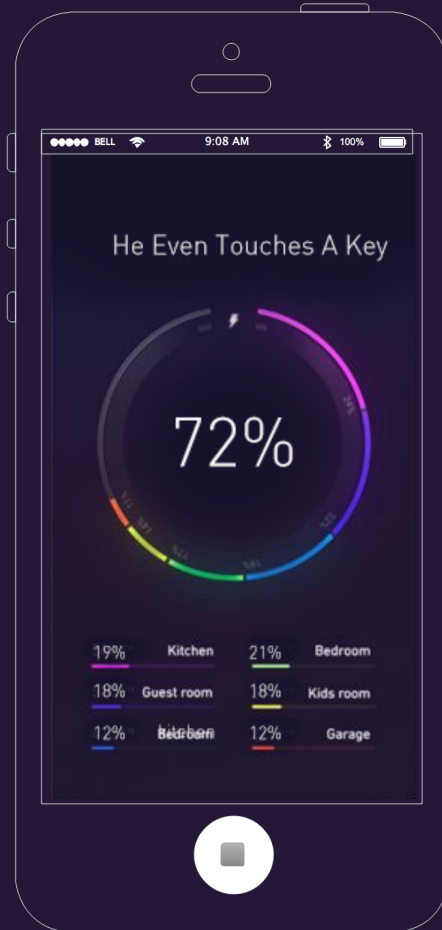 BELL 9:08 AM 100%
He Even Touches A Key
72%
19% Kitchen 21% Bedroom
18% Guest room 18% Kids room
12% 12% Garage